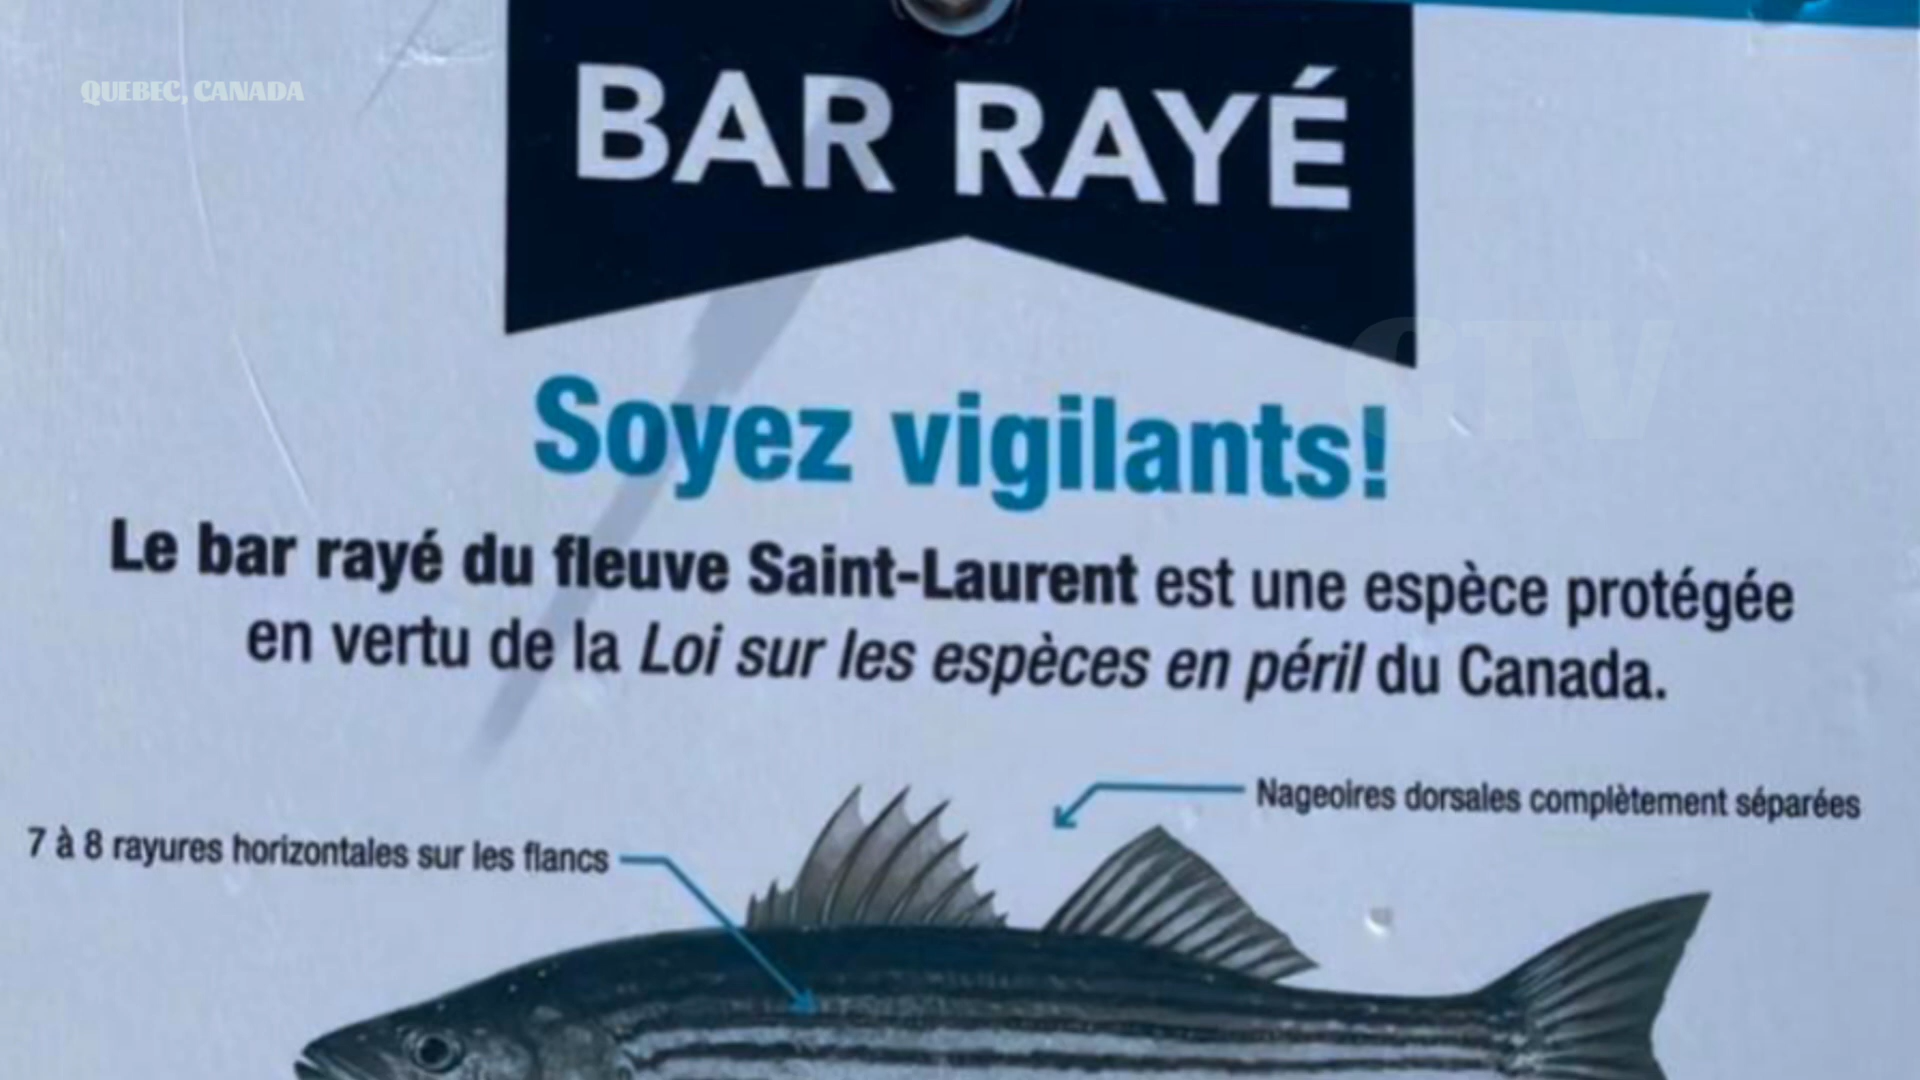 QUEBEC, CANADA
BAR RAYÉ
Soyez vigilants!
Le bar rayé du fleuve Saint-Laurent est une espèce protégée
en vertu de la Loi sur les espèces en péril du Canada.
Nageoires dorsales complètement séparées
7 à 8 rayures horizontales sur les flancs